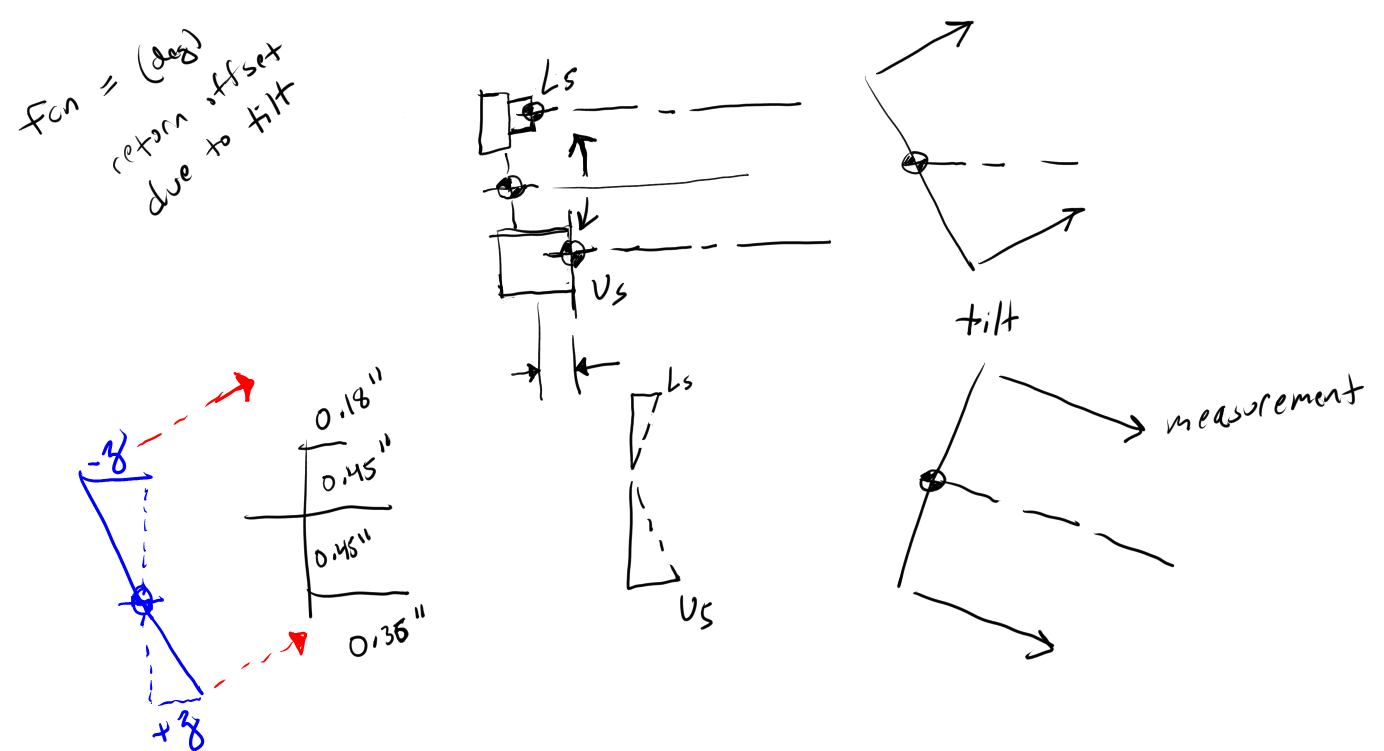 fcn = (deg)
return offset
due to tilt
Ls
Us
tilt
measurement
-z
+z
0.18"
0.45"
0.45"
0.36"
Ls
Us